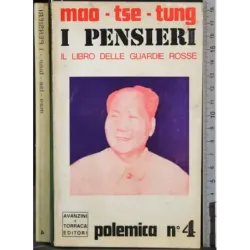 mao - tse - tung
I PENSIERI
IL LIBRO DELLE GUARDIE ROSSE
AVANZINI
E
TORRACA
EDITORI
polemica n° 4